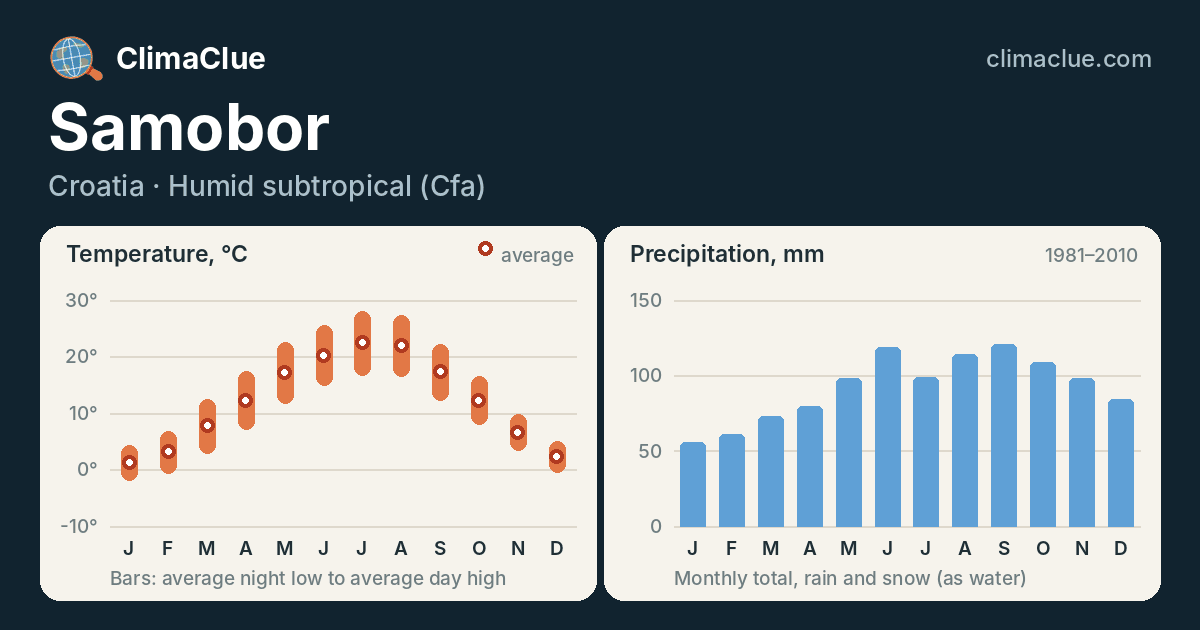 ClimaClue
climaclue.com
Samobor
Croatia · Humid subtropical (Cfa)
Temperature, °C
average
30°
20°
10°
0°
-10°
J F M A M J J A S O N D
Bars: average night low to average day high
Precipitation, mm
1981–2010
150
100
50
0
J F M A M J J A S O N D
Monthly total, rain and snow (as water)